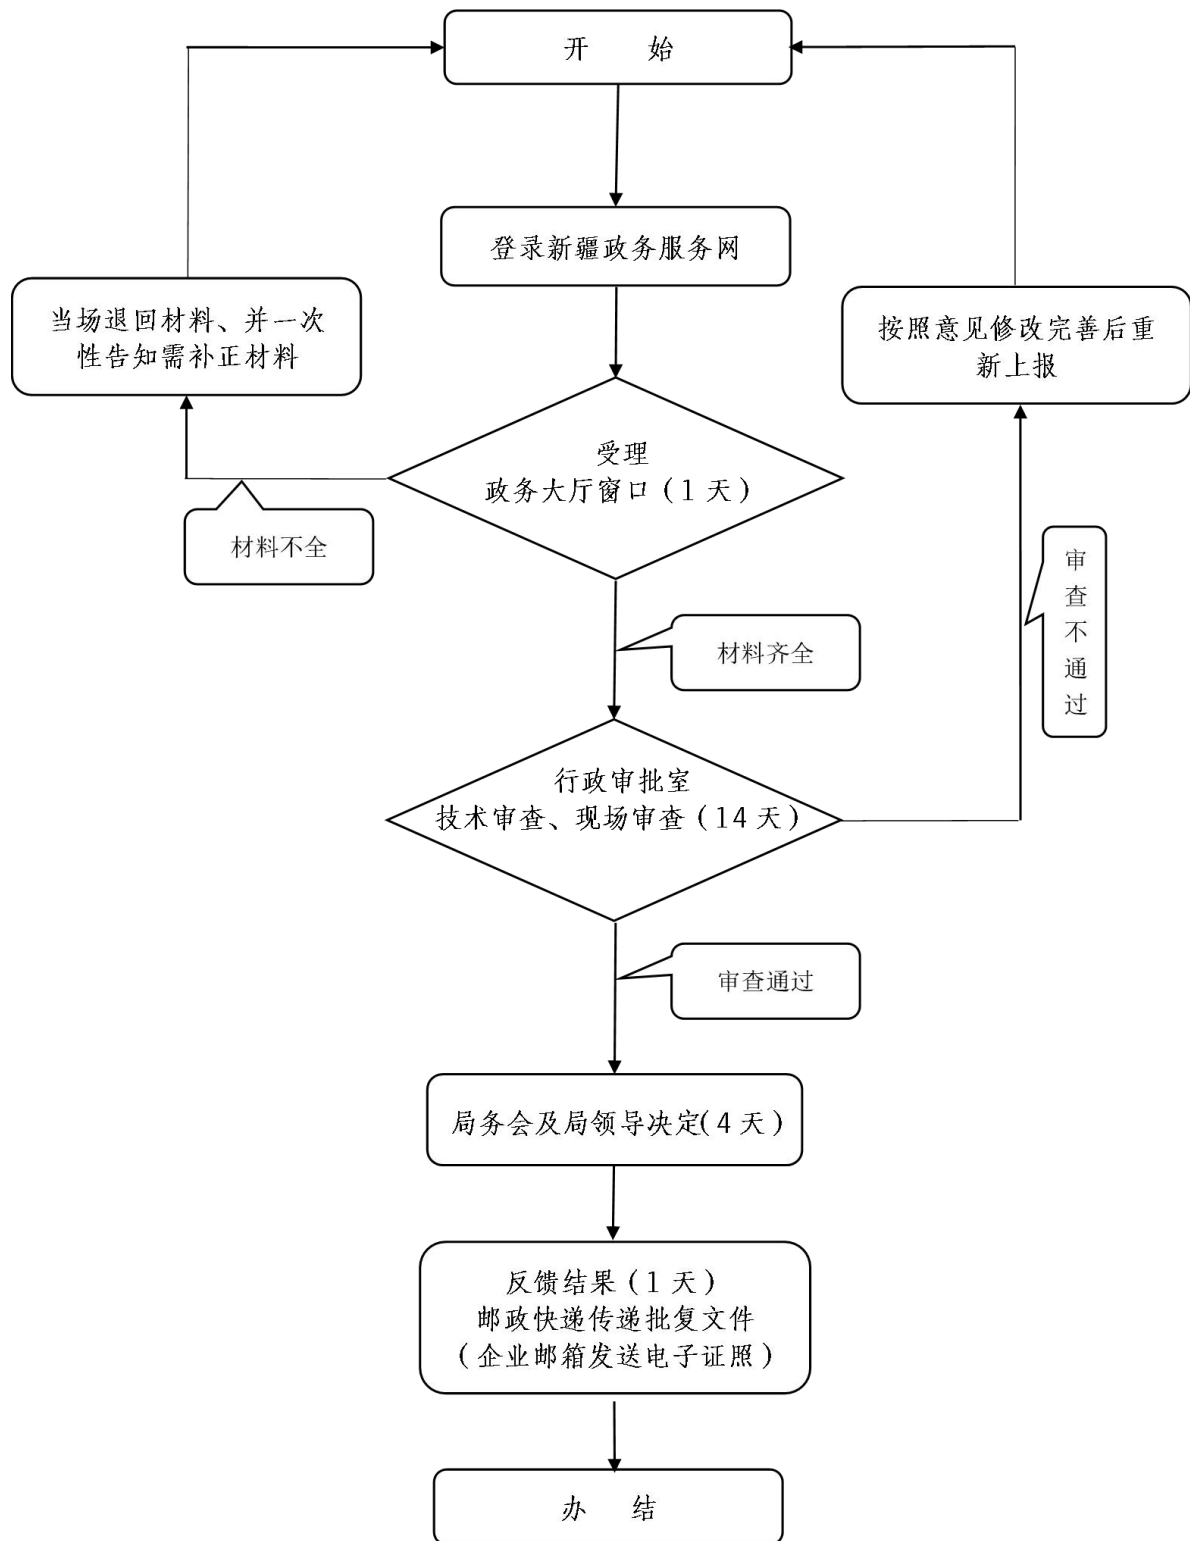 开 始
登录新疆政务服务网
当场退回材料、并一次
性告知需补正材料
按照意见修改完善后重
新上报
受理
政务大厅窗口（1 天）
材料不全
材料齐全
审查不通过
行政审批室
技术审查、现场审查（14 天）
审查通过
局务会及局领导决定(4 天）
反馈结果（1 天）
邮政快递传递批复文件
（企业邮箱发送电子证照）
办 结